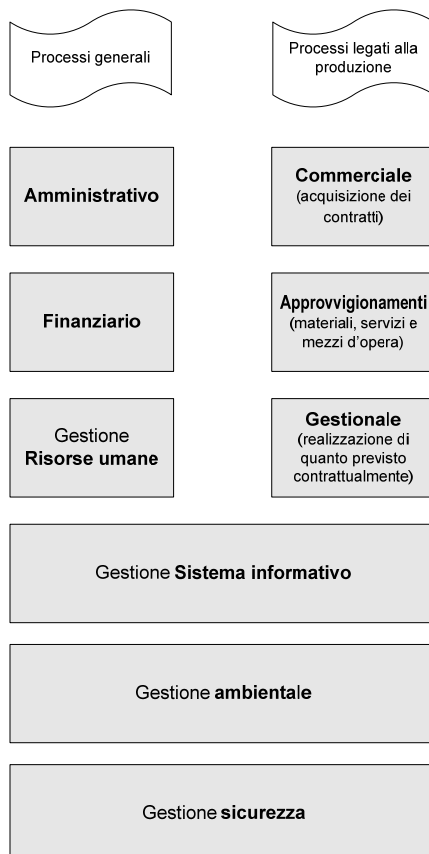 Processi generali
Processi legati alla
produzione
Amministrativo
Commerciale
(acquisizione dei
contratti)
Finanziario
Approvvigionamenti
(materiali, servizi e
mezzi d'opera)
Gestione
Risorse umane
Gestionale
(realizzazione di
quanto previsto
contrattualmente)
Gestione Sistema informativo
Gestione ambientale
Gestione sicurezza